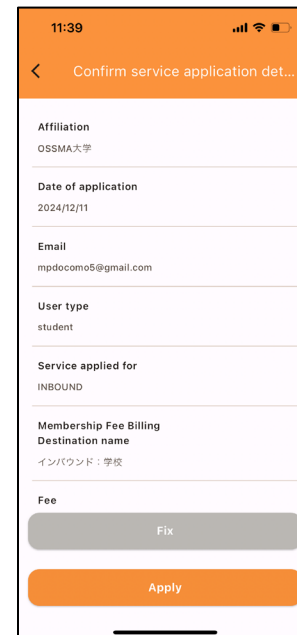 11:39
Confirm service application det...
Affiliation
OSSMA大学
Date of application
2024/12/11
Email
mpdocomo5@gmail.com
User type
student
Service applied for
INBOUND
Membership Fee Billing
Destination name
インバウンド：学校
Fee
Fix
Apply